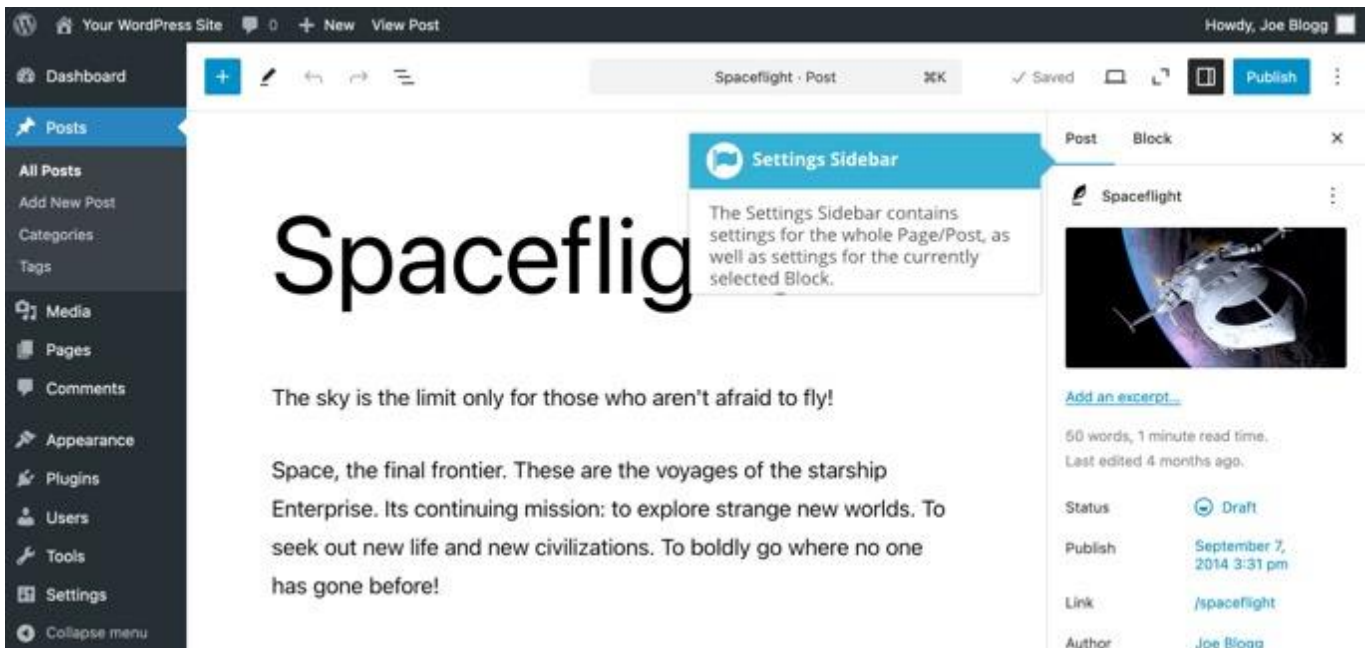 Your WordPress Site 0 + New View Post
Howdy, Joe Blogg
Dashboard
Posts
All Posts
Add New Post
Categories
Tags
Media
Pages
Comments
Appearance
Plugins
Users
Tools
Settings
Collapse menu
Spaceflight · Post ⌘K
Saved
Publish
Spaceflig
Settings Sidebar
The Settings Sidebar contains
settings for the whole Page/Post, as
well as settings for the currently
selected Block.
The sky is the limit only for those who aren't afraid to fly!
Space, the final frontier. These are the voyages of the starship
Enterprise. Its continuing mission: to explore strange new worlds. To
seek out new life and new civilizations. To boldly go where no one
has gone before!
Post Block
Spaceflight
Add an excerpt...
50 words, 1 minute read time.
Last edited 4 months ago.
Status Draft
Publish September 7,
2014 3:31 pm
Link /spaceflight
Author Joe Blogg